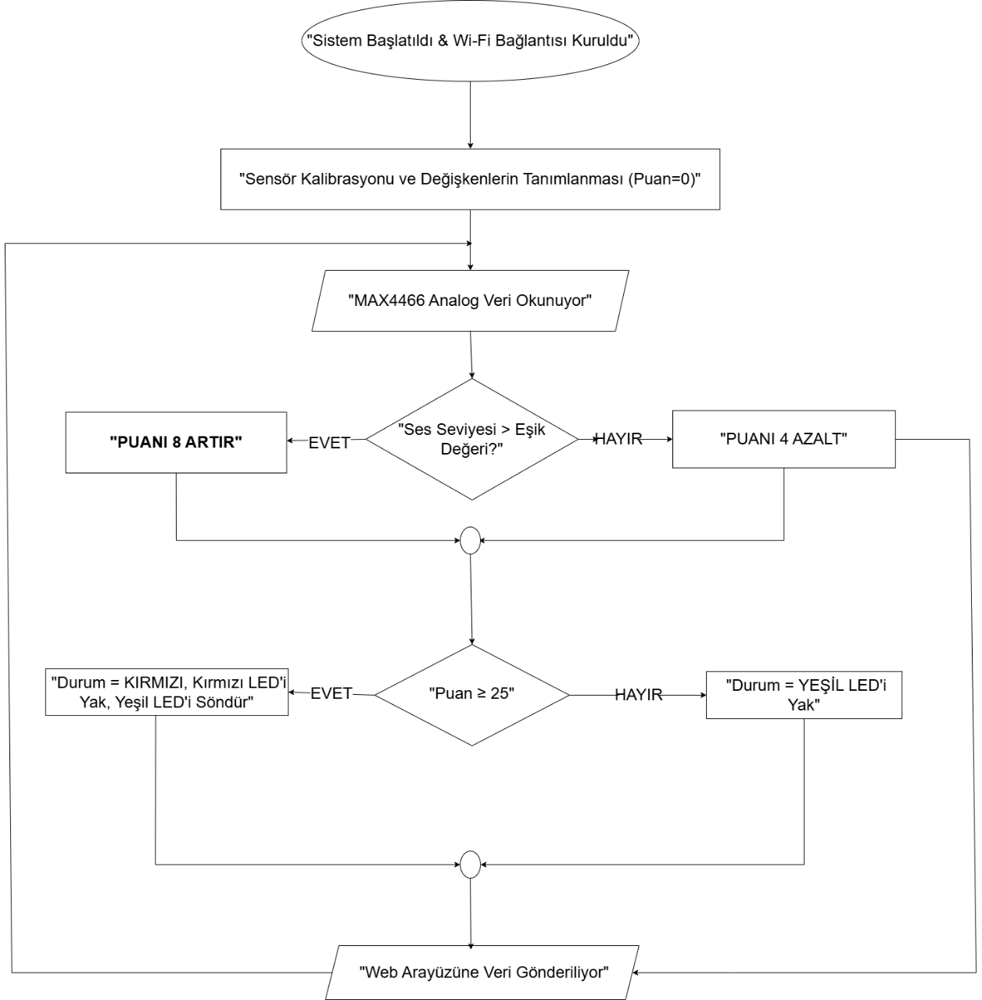 "Sistem Başlatıldı & Wi-Fi Bağlantısı Kuruldu"
"Sensör Kalibrasyonu ve Değişkenlerin Tanımlanması (Puan=0)"
"MAX4466 Analog Veri Okunuyor"
"Ses Seviyesi > Eşik
Değeri?"
EVET
"PUANI 8 ARTIR"
HAYIR
"PUANI 4 AZALT"
"Puan ≥ 25"
EVET
"Durum = KIRMIZI, Kırmızı LED'i
Yak, Yeşil LED'i Söndür"
HAYIR
"Durum = YEŞİL LED'i
Yak"
"Web Arayüzüne Veri Gönderiliyor"